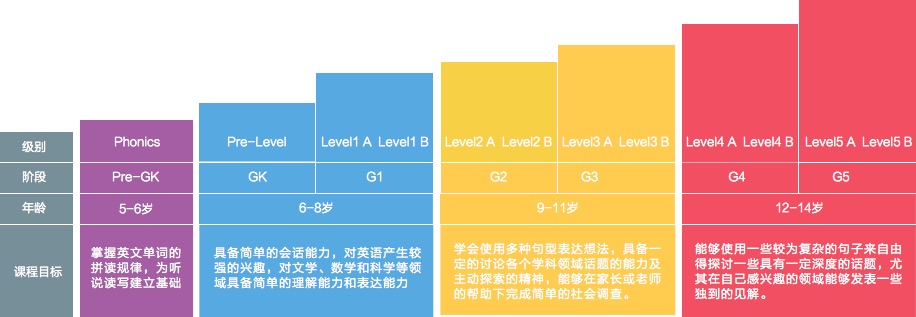 级别
Phonics
Pre-Level
Level1 A Level1 B
Level2 A Level2 B
Level3 A Level3 B
Level4 A Level4 B
Level5 A Level5 B
阶段
Pre-GK
GK
G1
G2
G3
G4
G5
年龄
5-6岁
6-8岁
9-11岁
12-14岁
课程目标
掌握英文单词的
拼读规律，为听
说读写建立基础
具备简单的会话能力，对英语产生较
强的兴趣，对文学、数学和科学等领
域具备简单的理解能力和表达能力
学会使用多种句型表达想法，具备一
定的讨论各个学科领域话题的能力及
主动探索的精神，能够在家长或老师
的帮助下完成简单的社会调查。
能够使用一些较为复杂的句子来自由
得探讨一些具有一定深度的话题，尤
其在自己感兴趣的领域能够发表一些
独到的见解。